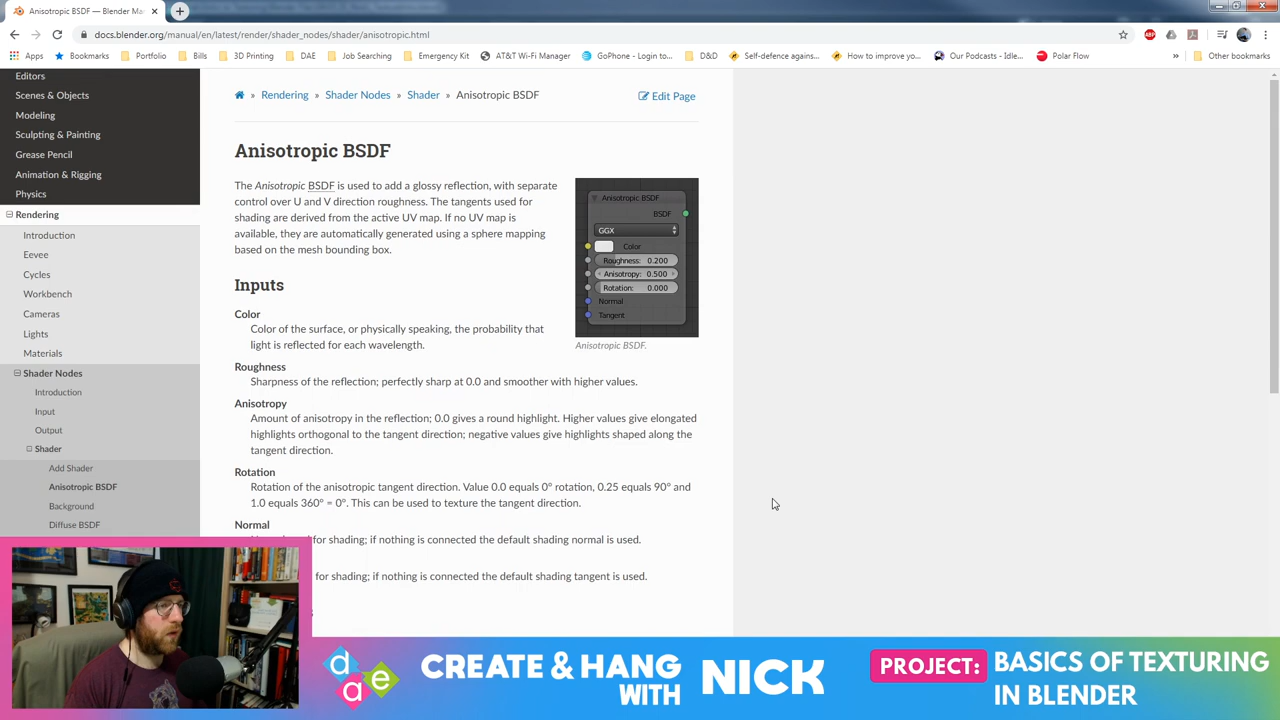 Anisotropic BSDF — Blender Ma
docs.blender.org/manual/en/latest/render/shader_nodes/shader/anisotropic.html
Apps Bookmarks Portfolio Bills 3D Printing DAE Job Searching Emergency Kit AT&T Wi-Fi Manager GoPhone - Login to... D&D Self-defence agains... How to improve yo... Our Podcasts - Idle... Polar Flow » Other bookmarks
Editors
Scenes & Objects
Modeling
Sculpting & Painting
Grease Pencil
Animation & Rigging
Physics
Rendering
Introduction
Eevee
Cycles
Workbench
Cameras
Lights
Materials
Shader Nodes
Introduction
Input
Output
Shader
Add Shader
Anisotropic BSDF
Background
Diffuse BSDF
» Rendering » Shader Nodes » Shader » Anisotropic BSDF
Edit Page
Anisotropic BSDF
The Anisotropic BSDF is used to add a glossy reflection, with separate
control over U and V direction roughness. The tangents used for
shading are derived from the active UV map. If no UV map is
available, they are automatically generated using a sphere mapping
based on the mesh bounding box.
Anisotropic BSDF
BSDF
GGX
Color
Roughness: 0.200
Anisotropy: 0.500
Rotation: 0.000
Normal
Tangent
Anisotropic BSDF.
Inputs
Color
Color of the surface, or physically speaking, the probability that
light is reflected for each wavelength.
Roughness
Sharpness of the reflection; perfectly sharp at 0.0 and smoother with higher values.
Anisotropy
Amount of anisotropy in the reflection; 0.0 gives a round highlight. Higher values give elongated
highlights orthogonal to the tangent direction; negative values give highlights shaped along the
tangent direction.
Rotation
Rotation of the anisotropic tangent direction. Value 0.0 equals 0° rotation, 0.25 equals 90° and
1.0 equals 360° = 0°. This can be used to texture the tangent direction.
Normal
for shading; if nothing is connected the default shading normal is used.
for shading; if nothing is connected the default shading tangent is used.
dae
CREATE & HANG
WITH
NICK
PROJECT:
BASICS OF TEXTURING
IN BLENDER